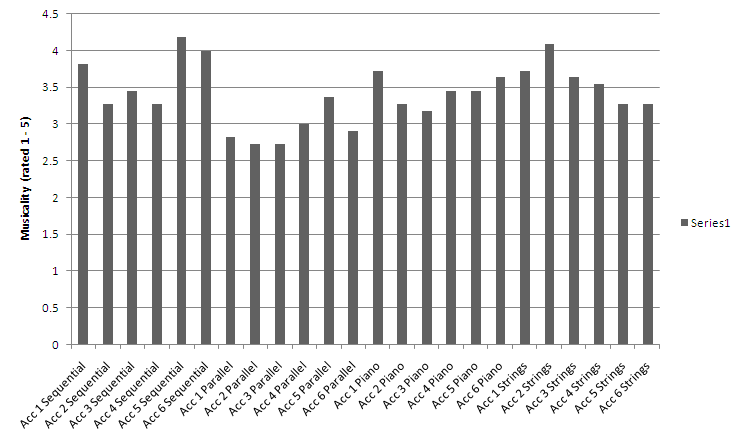 4.5
4
3.5
3
2.5
2
1.5
1
0.5
0
Musicality (rated 1 - 5)
Acc 1 Sequential
Acc 2 Sequential
Acc 3 Sequential
Acc 4 Sequential
Acc 5 Sequential
Acc 6 Sequential
Acc 1 Parallel
Acc 2 Parallel
Acc 3 Parallel
Acc 4 Parallel
Acc 5 Parallel
Acc 6 Parallel
Acc 1 Piano
Acc 2 Piano
Acc 3 Piano
Acc 4 Piano
Acc 5 Piano
Acc 6 Piano
Acc 1 Strings
Acc 2 Strings
Acc 3 Strings
Acc 4 Strings
Acc 5 Strings
Acc 6 Strings
Series1